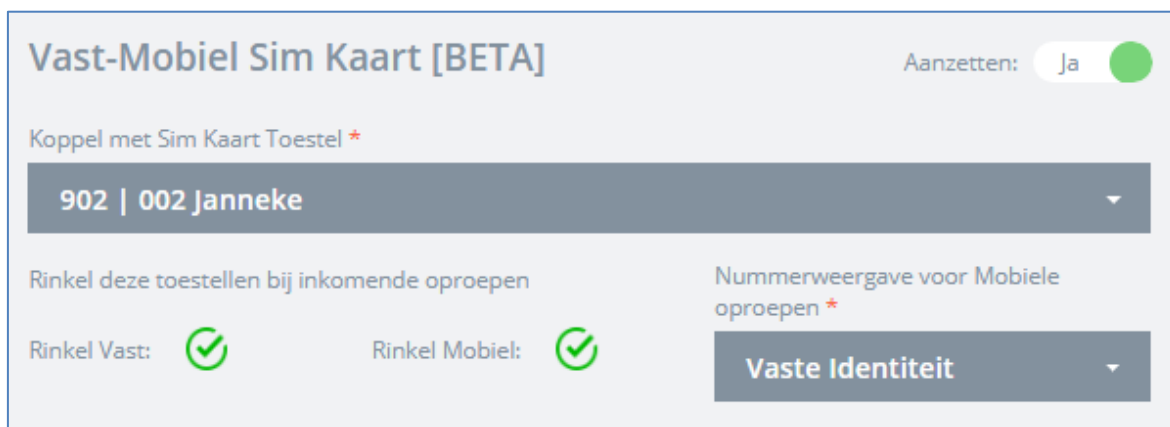 Vast-Mobiel Sim Kaart [BETA]
Aanzetten: Ja
Koppel met Sim Kaart Toestel *
902 | 002 Janneke
Rinkel deze toestellen bij inkomende oproepen
Nummerweergave voor Mobiele
oproepen *
Rinkel Vast:
Rinkel Mobiel:
Vaste Identiteit